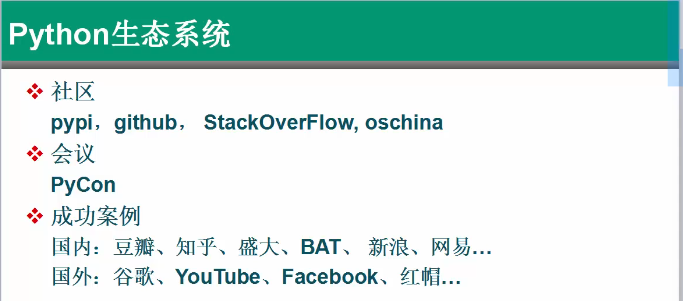 Python生态系统
社区
pypi，github， StackOverFlow, oschina
会议
PyCon
成功案例
国内：豆瓣、知乎、盛大、BAT、 新浪、网易…
国外：谷歌、YouTube、Facebook、红帽…